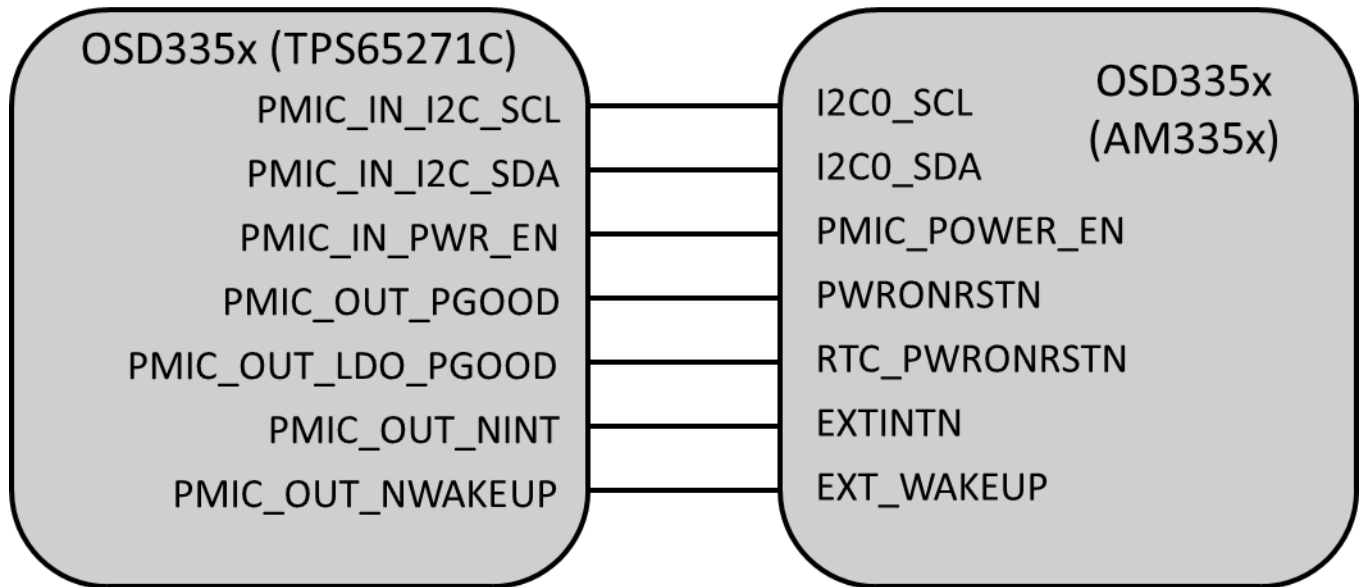 OSD335x (TPS65271C)
PMIC_IN_I2C_SCL
PMIC_IN_I2C_SDA
PMIC_IN_PWR_EN
PMIC_OUT_PGOOD
PMIC_OUT_LDO_PGOOD
PMIC_OUT_NINT
PMIC_OUT_NWAKEUP
OSD335x
(AM335x)
I2C0_SCL
I2C0_SDA
PMIC_POWER_EN
PWRONRSTN
RTC_PWRONRSTN
EXTINTN
EXT_WAKEUP